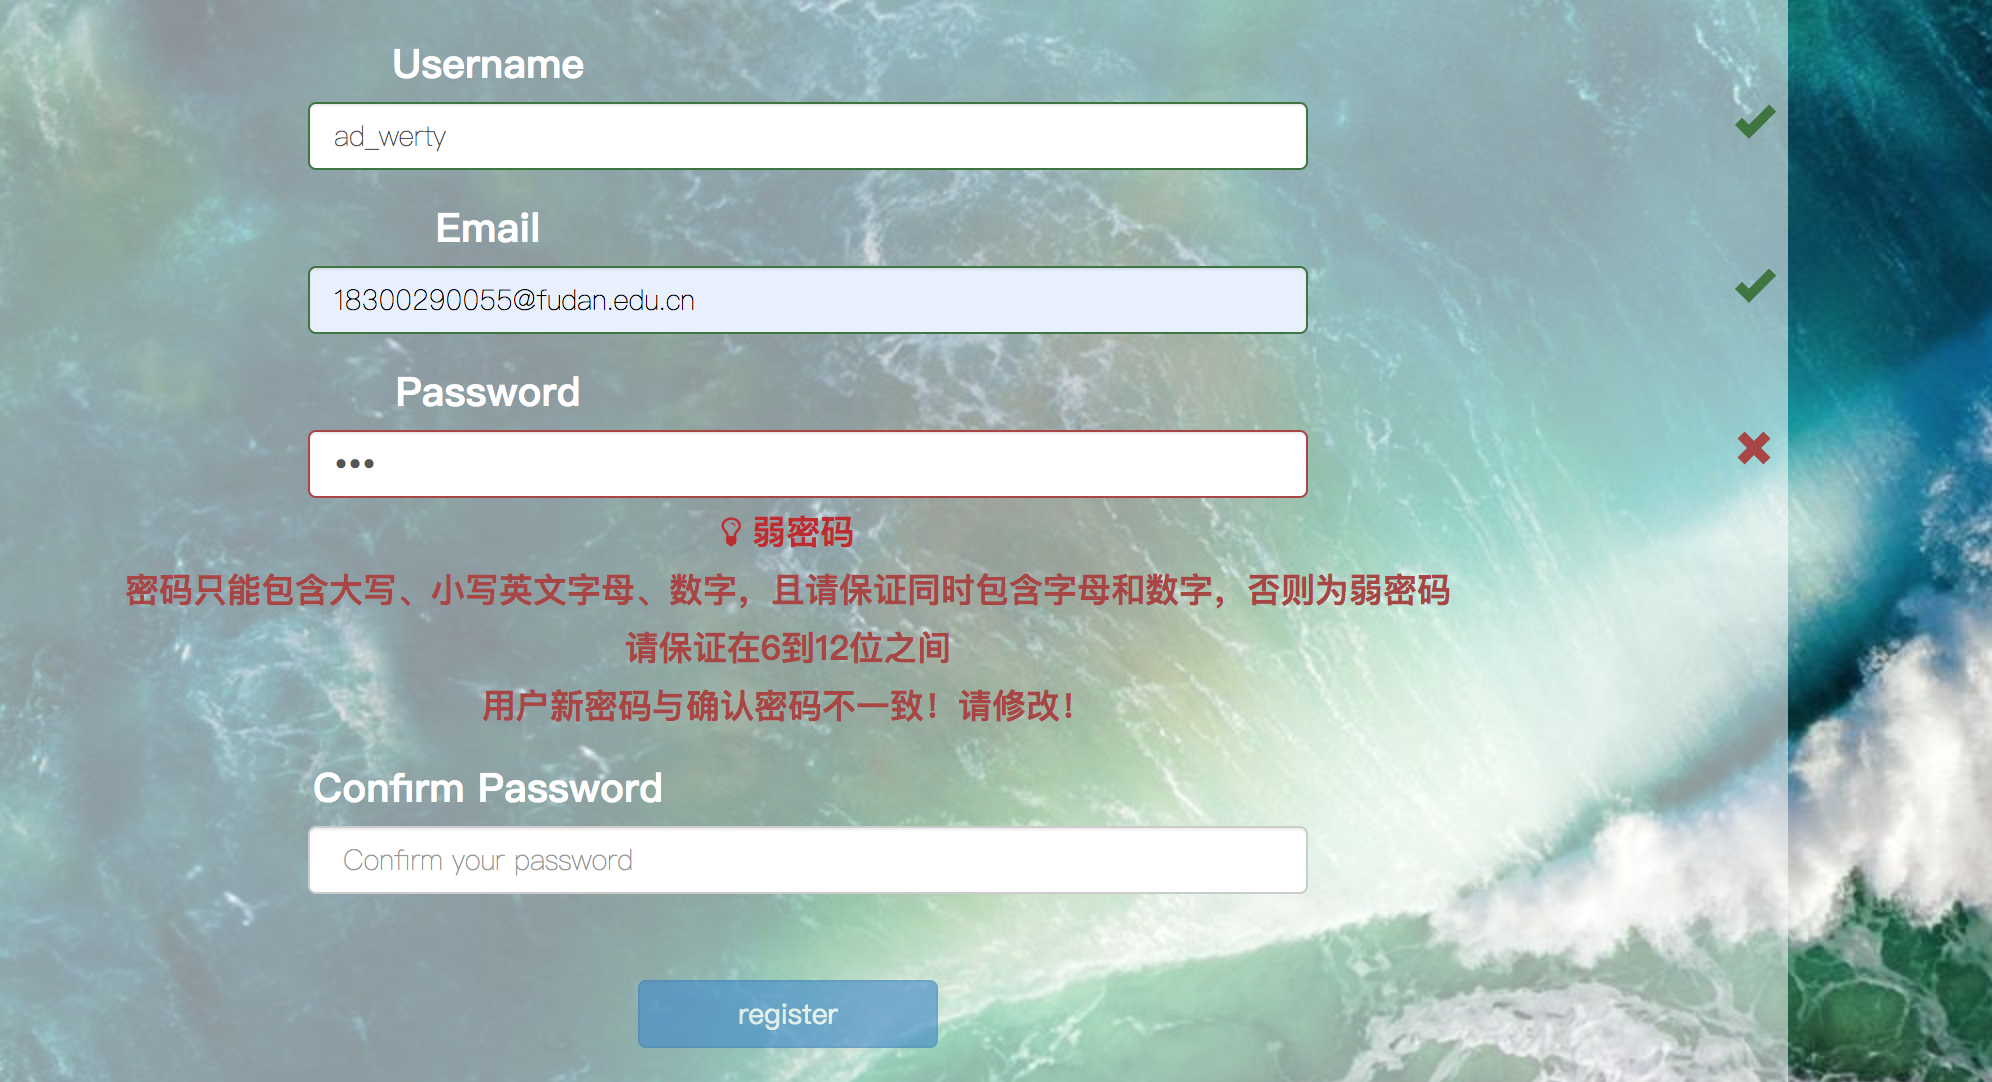 Username
ad_werty
Email
18300290055@fudan.edu.cn
Password
•••
弱密码
密码只能包含大写、小写英文字母、数字，且请保证同时包含字母和数字，否则为弱密码
请保证在6到12位之间
用户新密码与确认密码不一致！请修改！
Confirm Password
Confirm your password
register